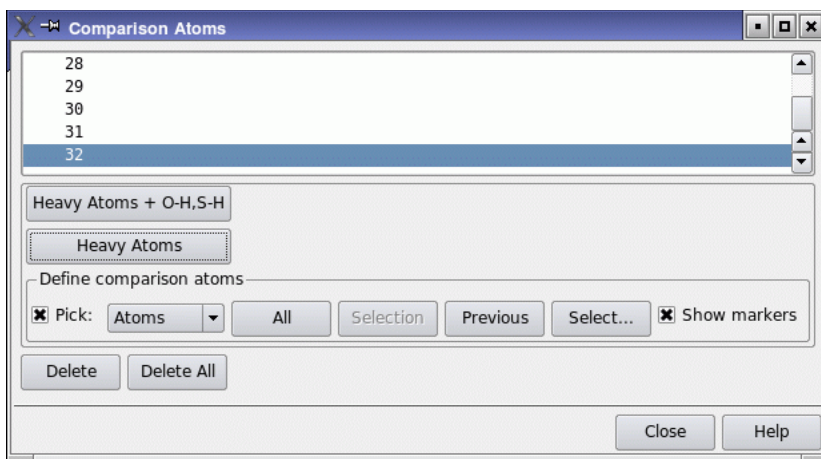 Comparison Atoms
28
29
30
31
32
Heavy Atoms + O-H,S-H
Heavy Atoms
Define comparison atoms
Pick: Atoms All Selection Previous Select... Show markers
Delete Delete All
Close Help